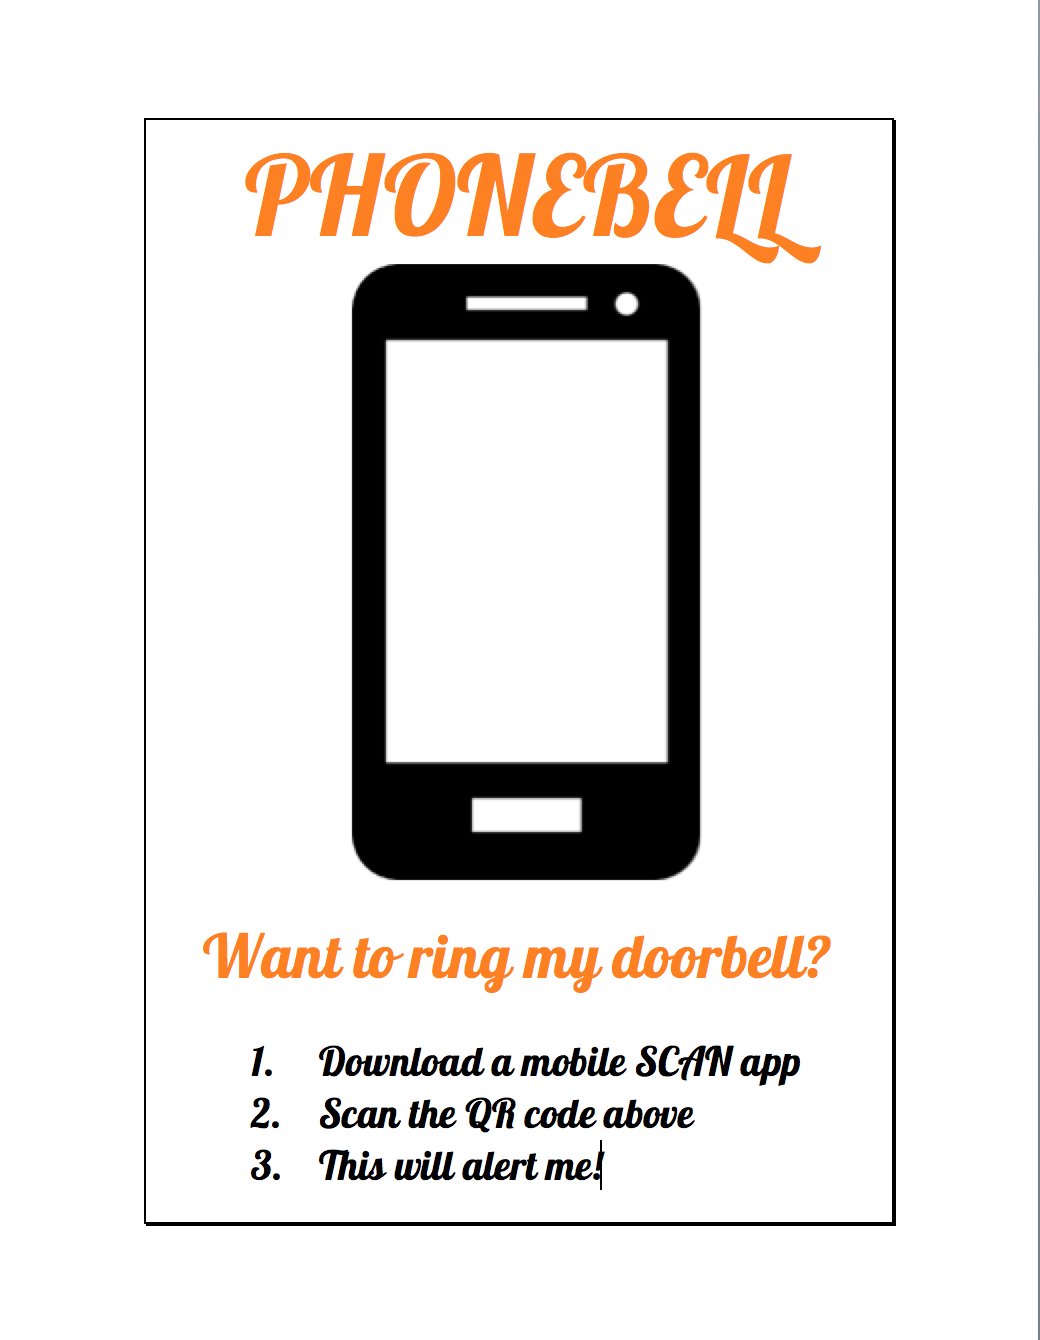 PHONEBELL
Want to ring my doorbell?
1. Download a mobile SCAN app
2. Scan the QR code above
3. This will alert me!